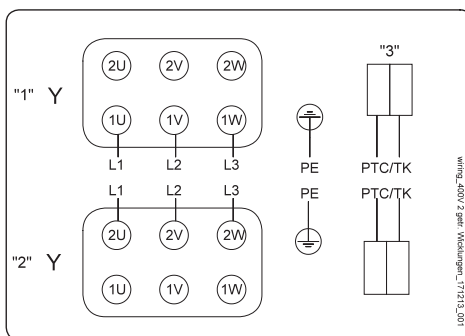 "3"
2U 2V 2W
"1" Y
1U 1V 1W
L1 L2 L3 PE PTC/TK
L1 L2 L3 PE PTC/TK
2U 2V 2W
"2" Y
1U 1V 1W
wiring_400V 2 getr. Wicklungen_171213_001